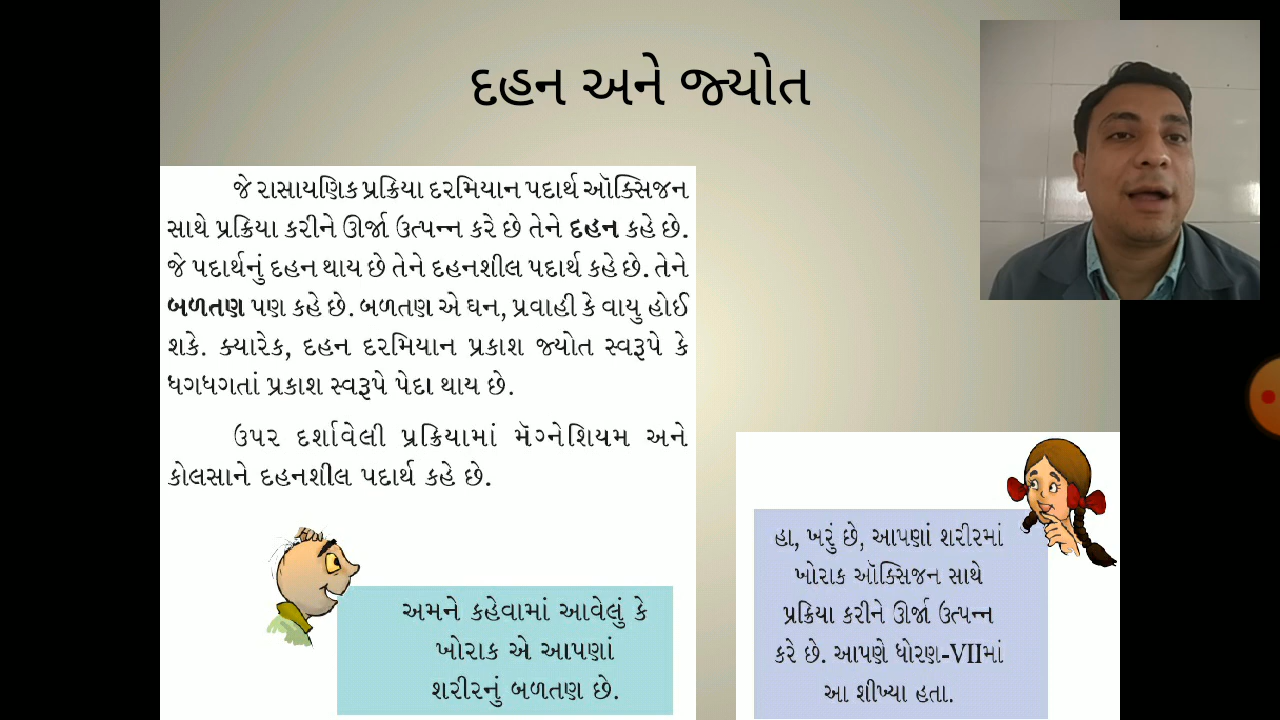 દહન અને જ્યોત
જે રાસાયણિક પ્રક્રિયા દરમિયાન પદાર્થ ઑક્સિજન
સાથે પ્રક્રિયા કરીને ઊર્જા ઉત્પન્ન કરે છે તેને દહન કહે છે.
જે પદાર્થનું દહન થાય છે તેને દહનશીલ પદાર્થ કહે છે. તેને
બળતણ પણ કહે છે. બળતણ એ ઘન, પ્રવાહી કે વાયુ હોઈ
શકે. ક્યારેક, દહન દરમિયાન પ્રકાશ જ્યોત સ્વરૂપે કે
ધગધગતાં પ્રકાશ સ્વરૂપે પેદા થાય છે.
ઉપર દર્શાવેલી પ્રક્રિયામાં મૅગ્નેશિયમ અને
કોલસાને દહનશીલ પદાર્થ કહે છે.
અમને કહેવામાં આવેલું કે
ખોરાક એ આપણાં
શરીરનું બળતણ છે.
હા, ખરું છે, આપણાં શરીરમાં
ખોરાક ઑક્સિજન સાથે
પ્રક્રિયા કરીને ઊર્જા ઉત્પન્ન
કરે છે. આપણે ધોરણ-VIIમાં
આ શીખ્યા હતા.